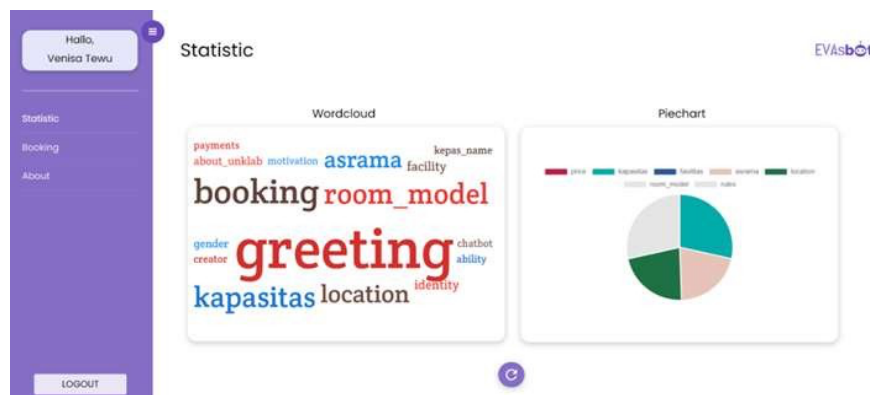 Hallo,
Venisa Tewu
Statistic
Booking
About
LOGOUT
Statistic
EVAsbot
Wordcloud
payments
kepas_name
about_unklab motivation asrama facility
booking room_model
gender greeting chatbot
creator ability
identity
kapasitas location
Piechart
price kapasitas fasilitas asrama location
room_model rules